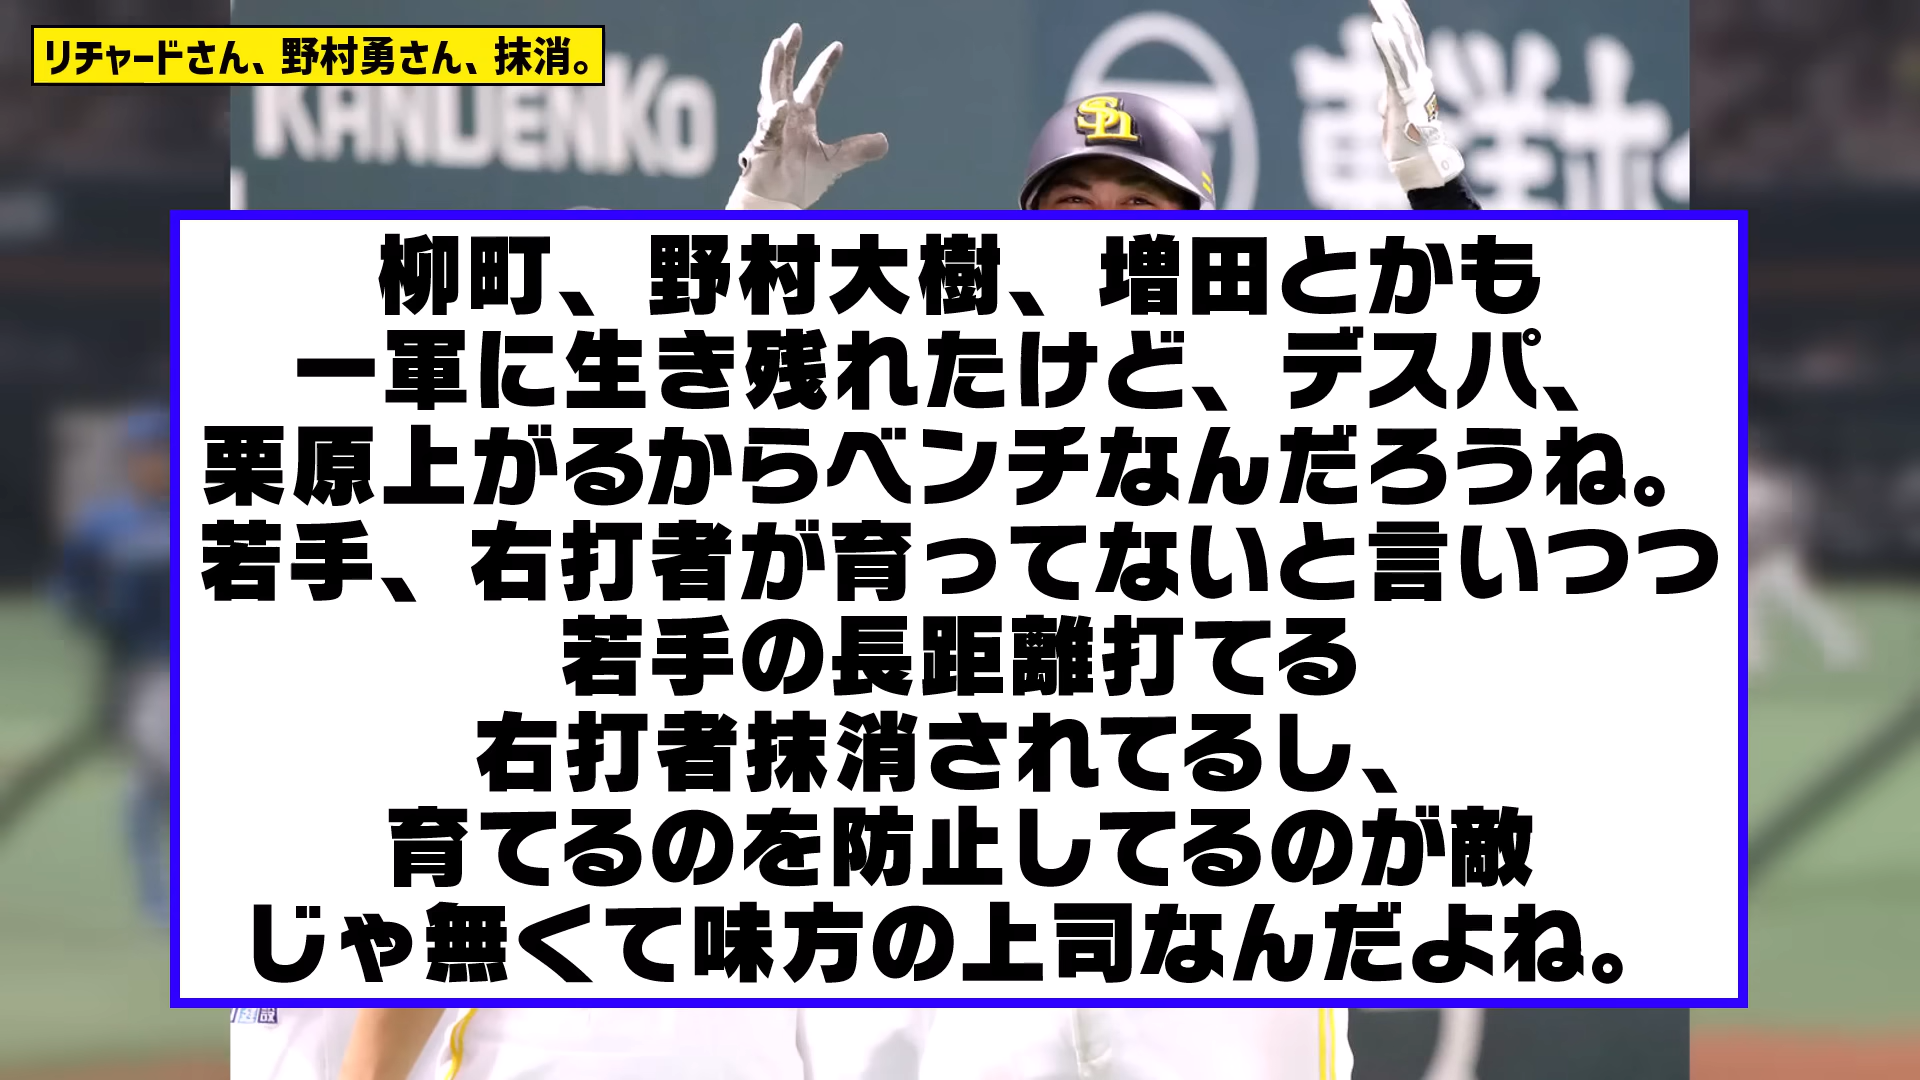 リチャードさん、野村勇さん、抹消。
KANDENKO
SH
柳町、野村大樹、増田とかも
一軍に生き残れたけど、デスパ、
栗原上がるからベンチなんだろうね。
若手、右打者が育ってないと言いつつ
若手の長距離打てる
右打者抹消されてるし、
育てるのを防止してるのが敵
じゃ無くて味方の上司なんだよね。